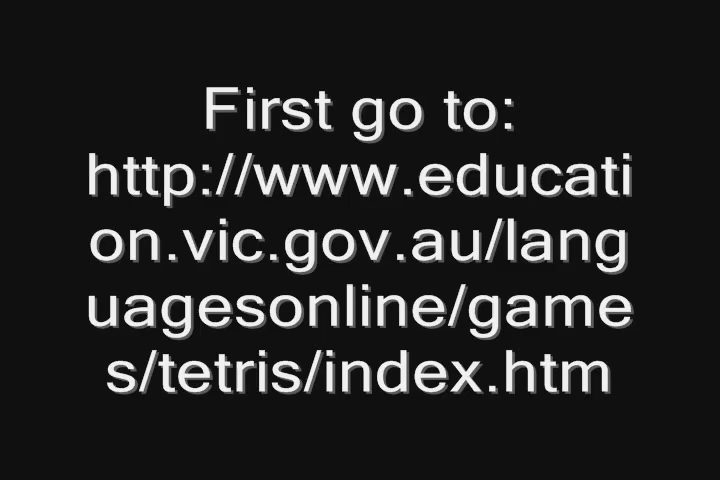 First go to:
http://www.educati
on.vic.gov.au/lang
uagesonline/game
s/tetris/index.htm